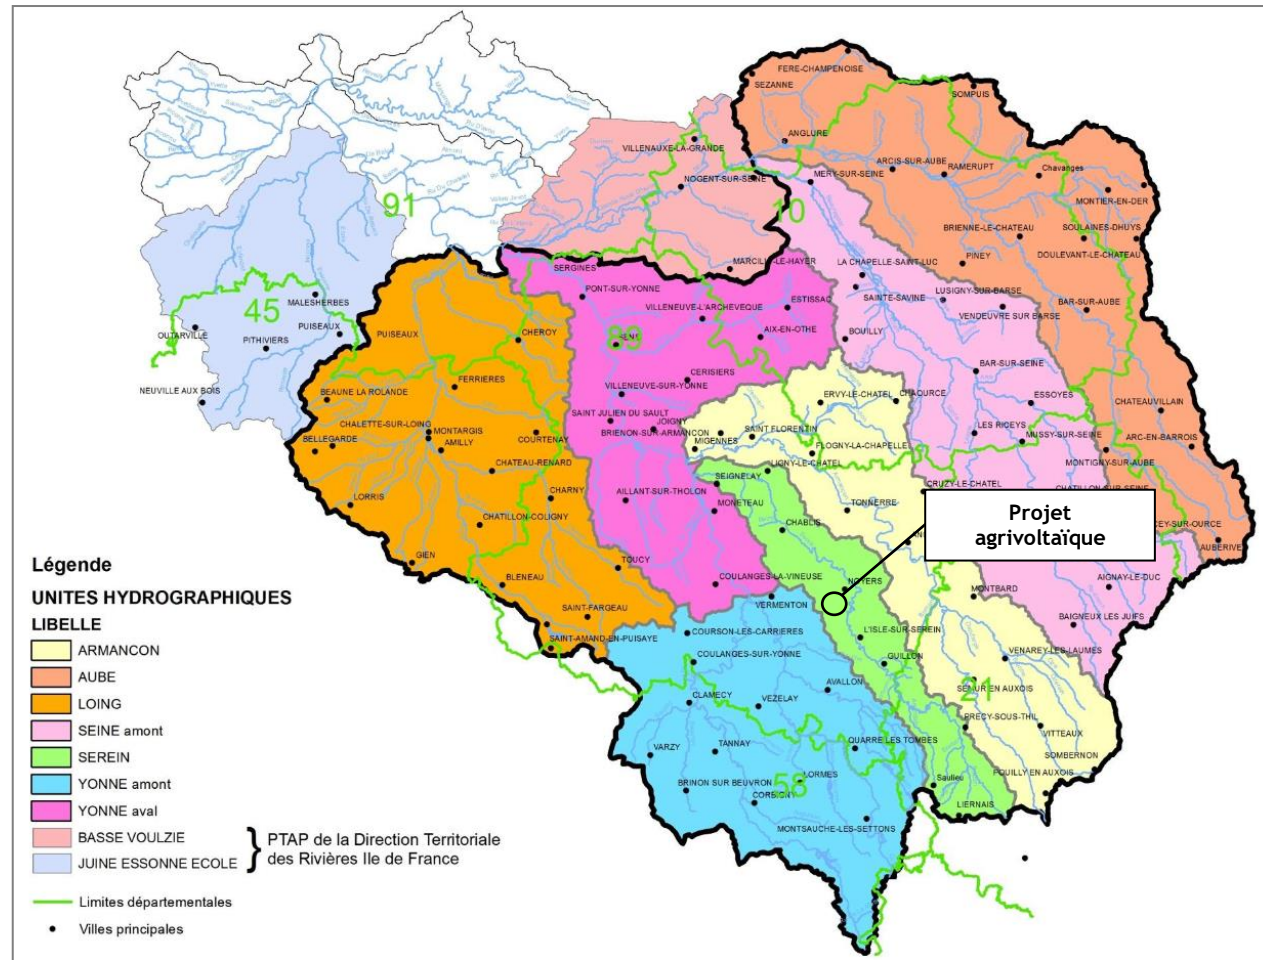 FERE-CHAMPENOISE
SEZANNE
SOMPUIS
ANGLURE
VILLENAUXE-LA-GRANDE
ARCIS-SUR-AUBE
RAMERUPT
Chavanges
NOGENT-SUR-SEINE
MERY-SUR-SEINE
MONTIER-EN-DER
91
10
BRIENNE-LE-CHATEAU
SOULAINES-DHUYS
DOULEVANT-LE-CHATEAU
PINEY
MARCILLY-LE-HAYER
LA CHAPELLE-SAINT-LUC
SERGINES
PONT-SUR-YONNE
SAINTE-SAVINE
LUSIGNY-SUR-BARSE
BAR-SUR-AUBE
VENDEUVRE SUR BARSE
VILLENEUVE-L'ARCHEVEQUE
ESTISSAC
MALESHERBES
45
OUTARVILLE
PUISEAUX
PUISEAUX
CHEROY
89
AIX-EN-OTHE
BOUILLY
PITHIVIERS
NEUVILLE AUX BOIS
BEAUNE LA ROLANDE
FERRIERES
CERISIERS
VILLENEUVE-SUR-YONNE
BAR-SUR-SEINE
ERVY-LE-CHATEL
CHAOURCE
ESSOYES
CHATEAUVILLAIN
CHALETTE-SUR-LOING
MONTARGIS
AMILLY
BELLEGARDE
COURTENAY
SAINT JULIEN DU SAULT
JOIGNY
BRIENON-SUR-ARMANCON
MIGENNES
SAINT FLORENTIN
FLOGNY-LA-CHAPELLE
LES RICEYS
MUSSY-SUR-SEINE
ARC-EN-BARROIS
MONTIGNY-SUR-AUBE
CHATEAU-RENARD
LIGNY-LE-CHATEL
SEIGNELAY
CRUZY-LE-CHATEL
CHATILLON-SUR-SEINE
LORRIS
CHARNY
AILLANT-SUR-THOLON
MONETEAU
TONNERRE
CHATILLON-COLIGNY
CHABLIS
Projet
agrivoltaïque
CEY-SUR-OURCE
AUBERIVE
GIEN
TOUCY
BLENEAU
COULANGES-LA-VINEUSE
NOYERS
MONTBARD
AIGNAY-LE-DUC
BAIGNEUX LES JUIFS
VERMENTON
SAINT-FARGEAU
SAINT-AMAND-EN-PUISAYE
COURSON-LES-CARRIERES
L'ISLE-SUR-SEREIN
COULANGES-SUR-YONNE
GUILLON
VENAREY-LES-LAUMES
AVALLON
SEMUR EN AUXOIS
21
CLAMECY
VEZELAY
PRECY-SOUS-THIL
VITTEAUX
VARZY
TANNAY
QUARRE LES TOMBES
SOMBERNON
LORMES
58
POUILLY EN AUXOIS
BRINON SUR BEUVRON
CORBIGNY
Saulieu
LIERNAIS
MONTSAUCHE-LES-SETTONS
Légende
UNITES HYDROGRAPHIQUES
LIBELLE
ARMANCON
AUBE
LOING
SEINE amont
SEREIN
YONNE amont
YONNE aval
BASSE VOULZIE
JUINE ESSONNE ECOLE
PTAP de la Direction Territoriale
des Rivières Ile de France
Limites départementales
Villes principales